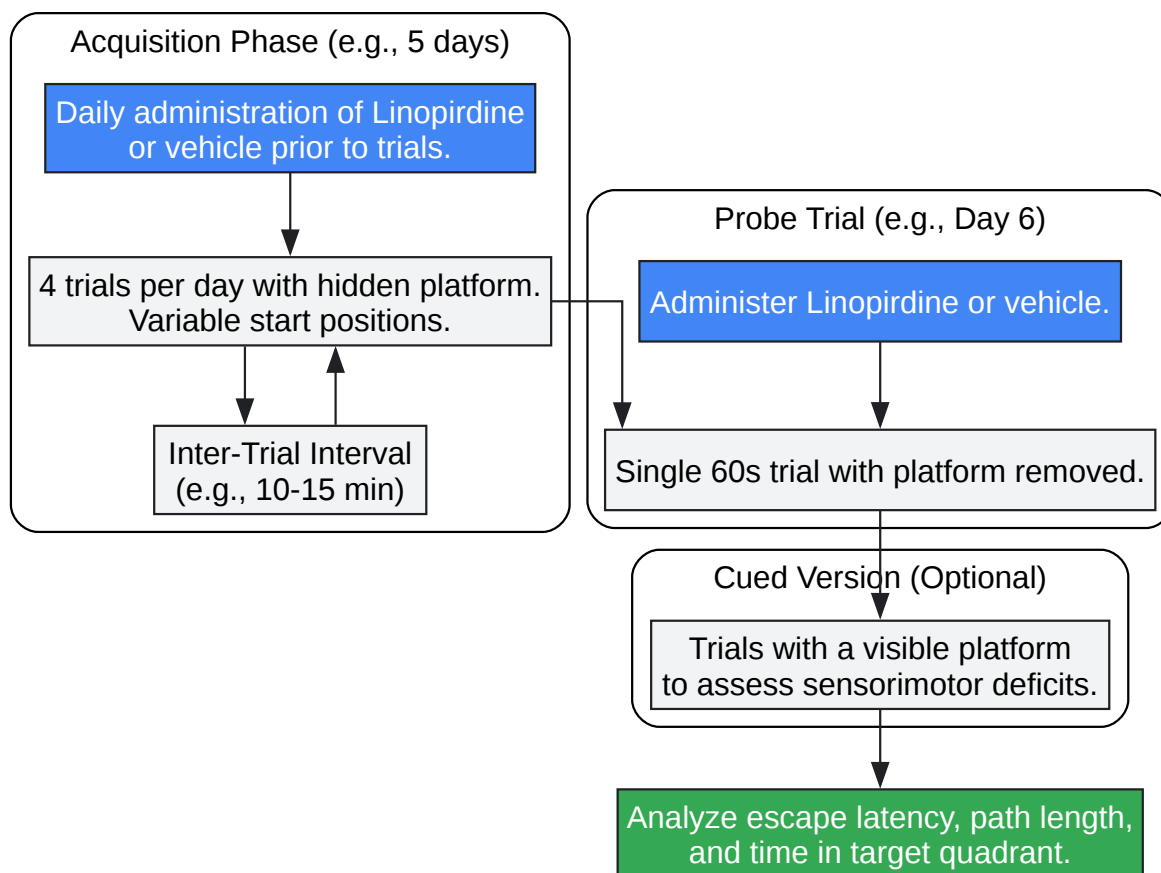 Acquisition Phase (e.g., 5 days)
Daily administration of Linopirdine
or vehicle prior to trials.
4 trials per day with hidden platform.
Variable start positions.
Inter-Trial Interval
(e.g., 10-15 min)
Probe Trial (e.g., Day 6)
Administer Linopirdine or vehicle.
Single 60s trial with platform removed.
Cued Version (Optional)
Trials with a visible platform
to assess sensorimotor deficits.
Analyze escape latency, path length,
and time in target quadrant.